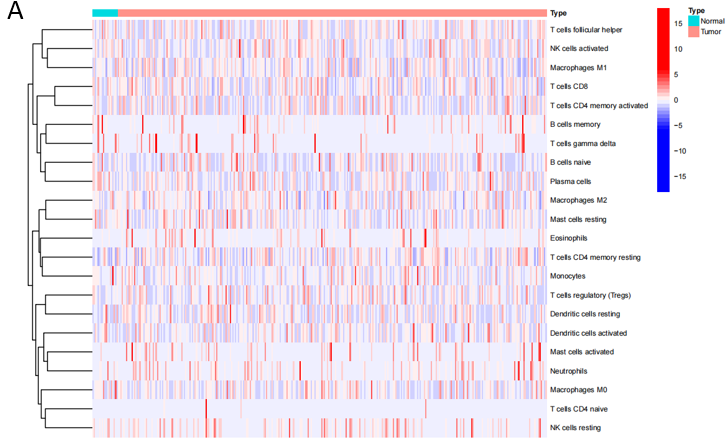 A
Type
T cells follicular helper
NK cells activated
Macrophages M1
T cells CD8
T cells CD4 memory activated
B cells memory
T cells gamma delta
B cells naive
Plasma cells
Macrophages M2
Mast cells resting
Eosinophils
T cells CD4 memory resting
Monocytes
T cells regulatory (Tregs)
Dendritic cells resting
Dendritic cells activated
Mast cells activated
Neutrophils
Macrophages M0
T cells CD4 naive
NK cells resting
15
10
5
0
−5
−10
−15
Type
Normal
Tumor